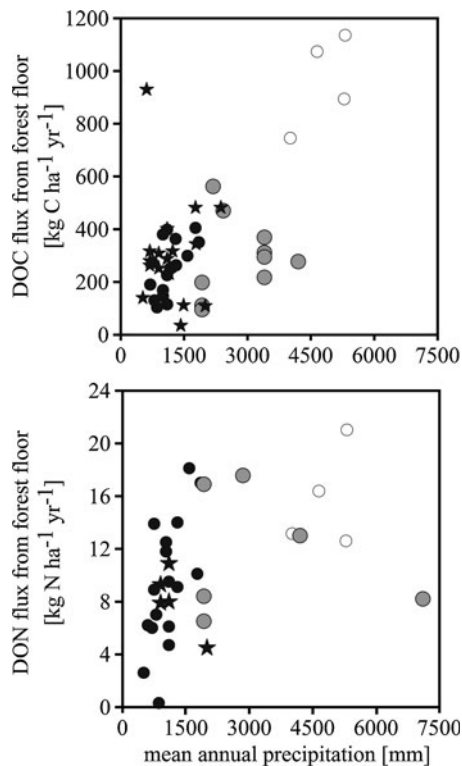 DOC flux from forest floor
[kg C ha⁻¹ yr⁻¹]
1200
1000
800
600
400
200
0
0 1500 3000 4500 6000 7500
DON flux from forest floor
[kg N ha⁻¹ yr⁻¹]
24
20
16
12
8
4
0
0 1500 3000 4500 6000 7500
mean annual precipitation [mm]